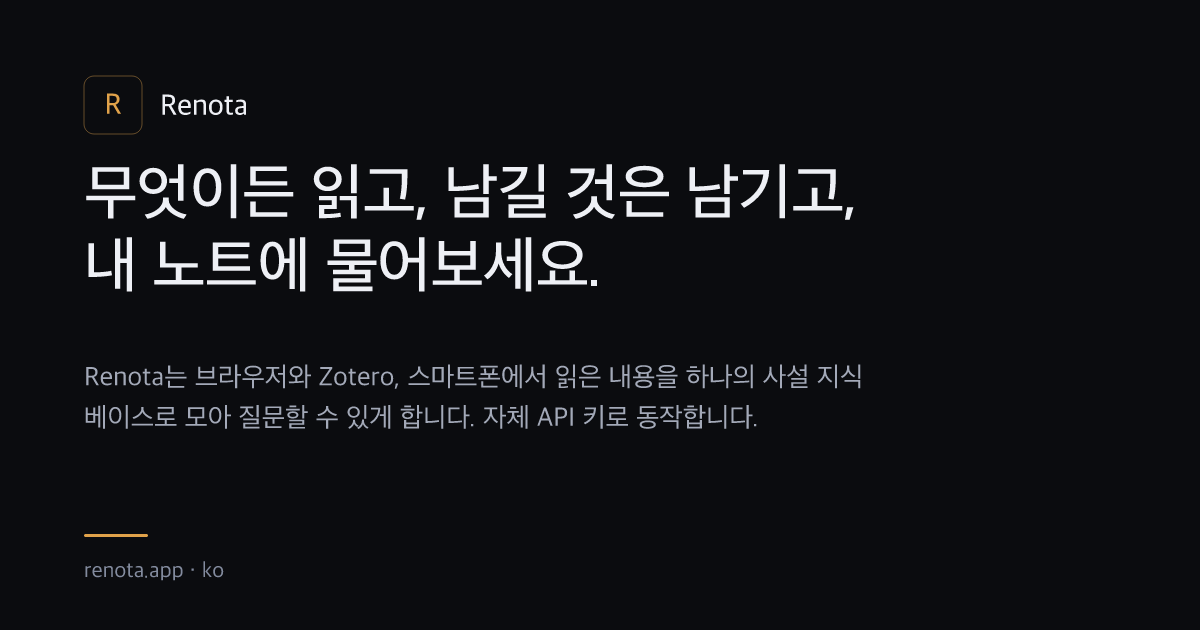 R
Renota
무엇이든 읽고, 남길 것은 남기고,
내 노트에 물어보세요.
Renota는 브라우저와 Zotero, 스마트폰에서 읽은 내용을 하나의 사설 지식
베이스로 모아 질문할 수 있게 합니다. 자체 API 키로 동작합니다.
renota.app · ko